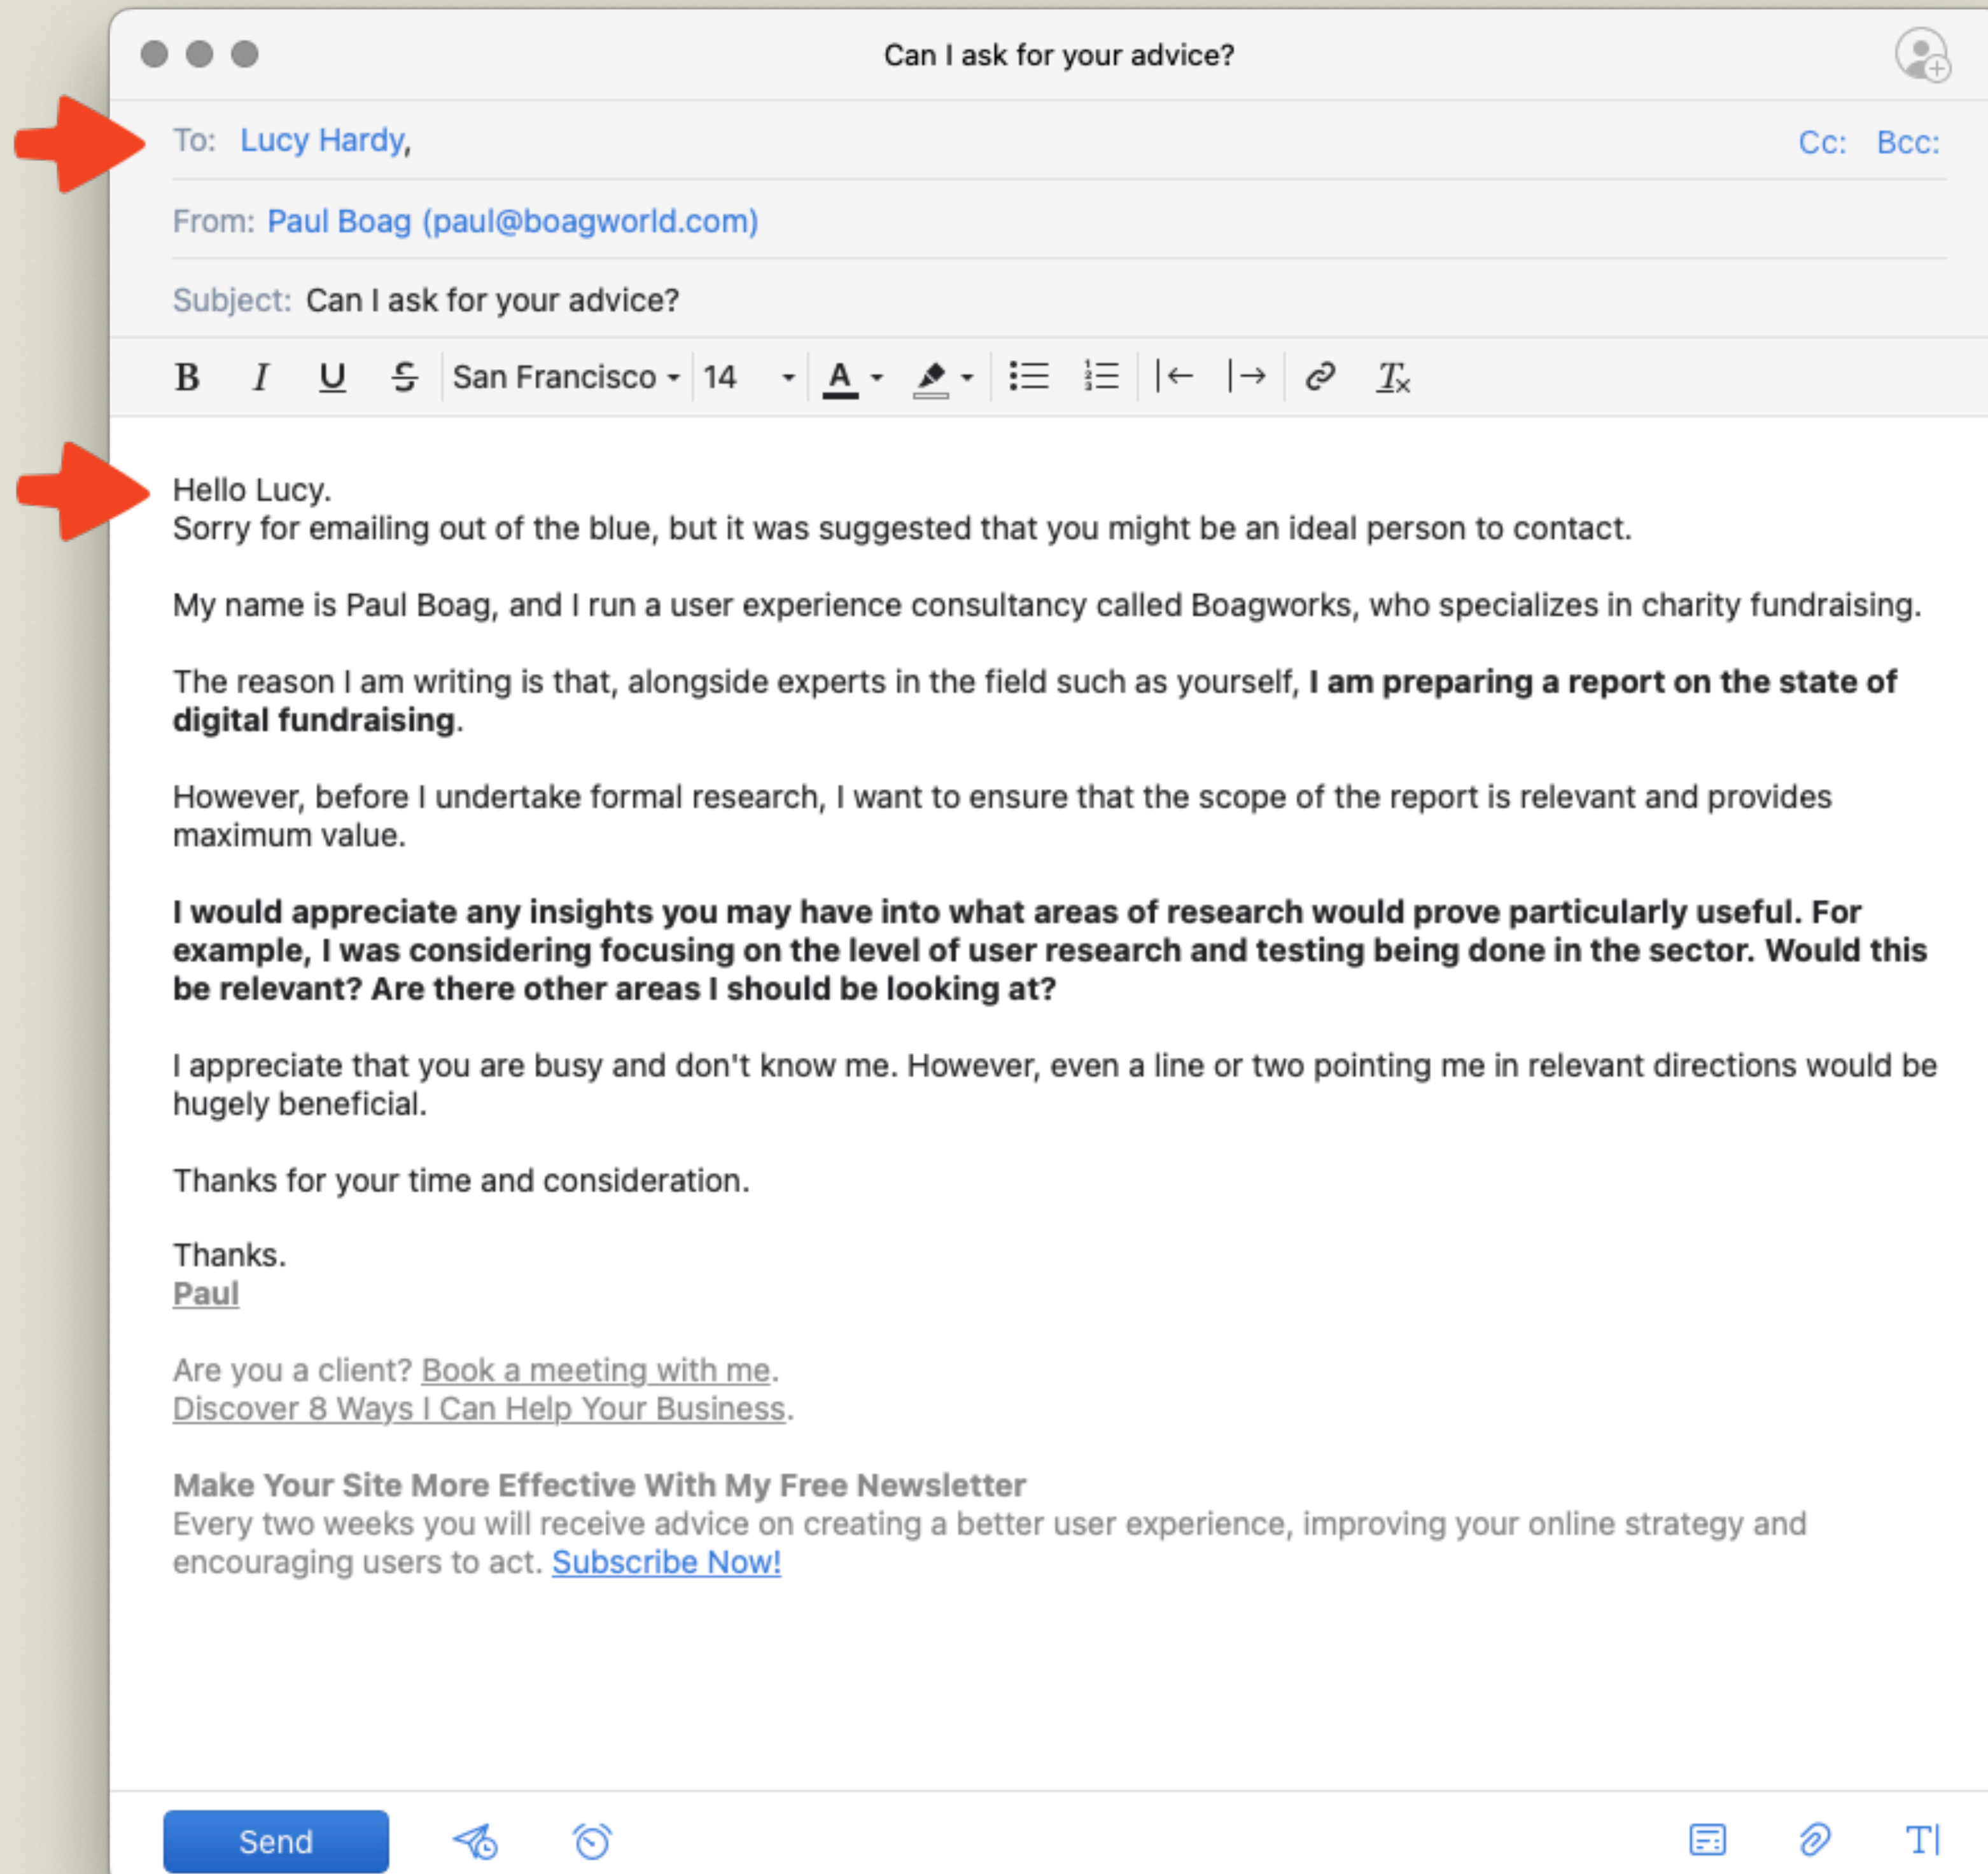 Can I ask for your advice?
To: Lucy Hardy, Cc: Bcc:
From: Paul Boag (paul@boagworld.com)
Subject: Can I ask for your advice?
B I U S San Francisco 14 A
Hello Lucy.
Sorry for emailing out of the blue, but it was suggested that you might be an ideal person to contact.
My name is Paul Boag, and I run a user experience consultancy called Boagworks, who specializes in charity fundraising.
The reason I am writing is that, alongside experts in the field such as yourself, I am preparing a report on the state of
digital fundraising.
However, before I undertake formal research, I want to ensure that the scope of the report is relevant and provides
maximum value.
I would appreciate any insights you may have into what areas of research would prove particularly useful. For
example, I was considering focusing on the level of user research and testing being done in the sector. Would this
be relevant? Are there other areas I should be looking at?
I appreciate that you are busy and don't know me. However, even a line or two pointing me in relevant directions would be
hugely beneficial.
Thanks for your time and consideration.
Thanks.
Paul
Are you a client? Book a meeting with me.
Discover 8 Ways I Can Help Your Business.
Make Your Site More Effective With My Free Newsletter
Every two weeks you will receive advice on creating a better user experience, improving your online strategy and
encouraging users to act. Subscribe Now!
Send